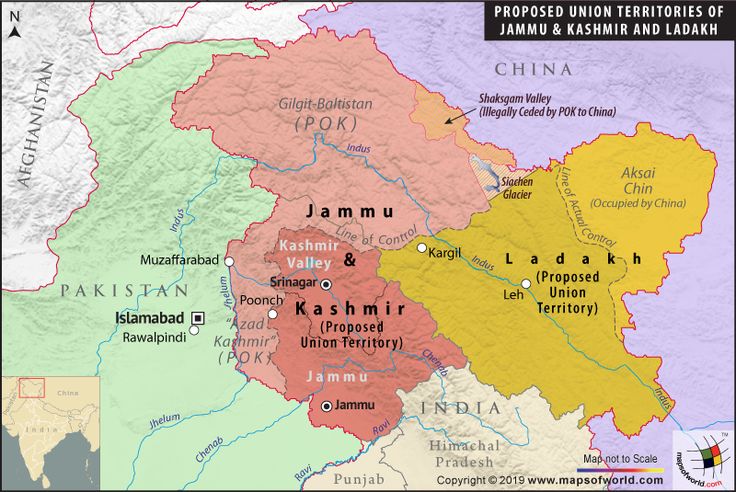 PROPOSED UNION TERRITORIES OF
JAMMU & KASHMIR AND LADAKH
N
AFGHANISTAN
CHINA
Gilgit-Baltistan
(POK)
Shaksgam Valley
(Illegally Ceded by POK to China)
Indus
Indus
Siachen
Glacier
Aksai
Chin
(Occupied by China)
Line of Actual Control
Jammu
Line of Control
Kashmir
Valley
&
Muzaffarabad
Kargil
Indus
Ladakh
(Proposed
Union
Territory)
Leh
Srinagar
PAKISTAN
Jhelum
Poonch
Kashmir
(Proposed
Union Territory)
Islamabad
Rawalpindi
"Azad
Kashmir"
(POK)
Chenab
Jammu
Jammu
Indus
INDIA
China
India
Jhelum
Chenab
Ravi
Ravi
Himachal
Pradesh
Punjab
Map not to Scale
Copyright © 2019 www.mapsofworld.com
TM
mapsofworld.com